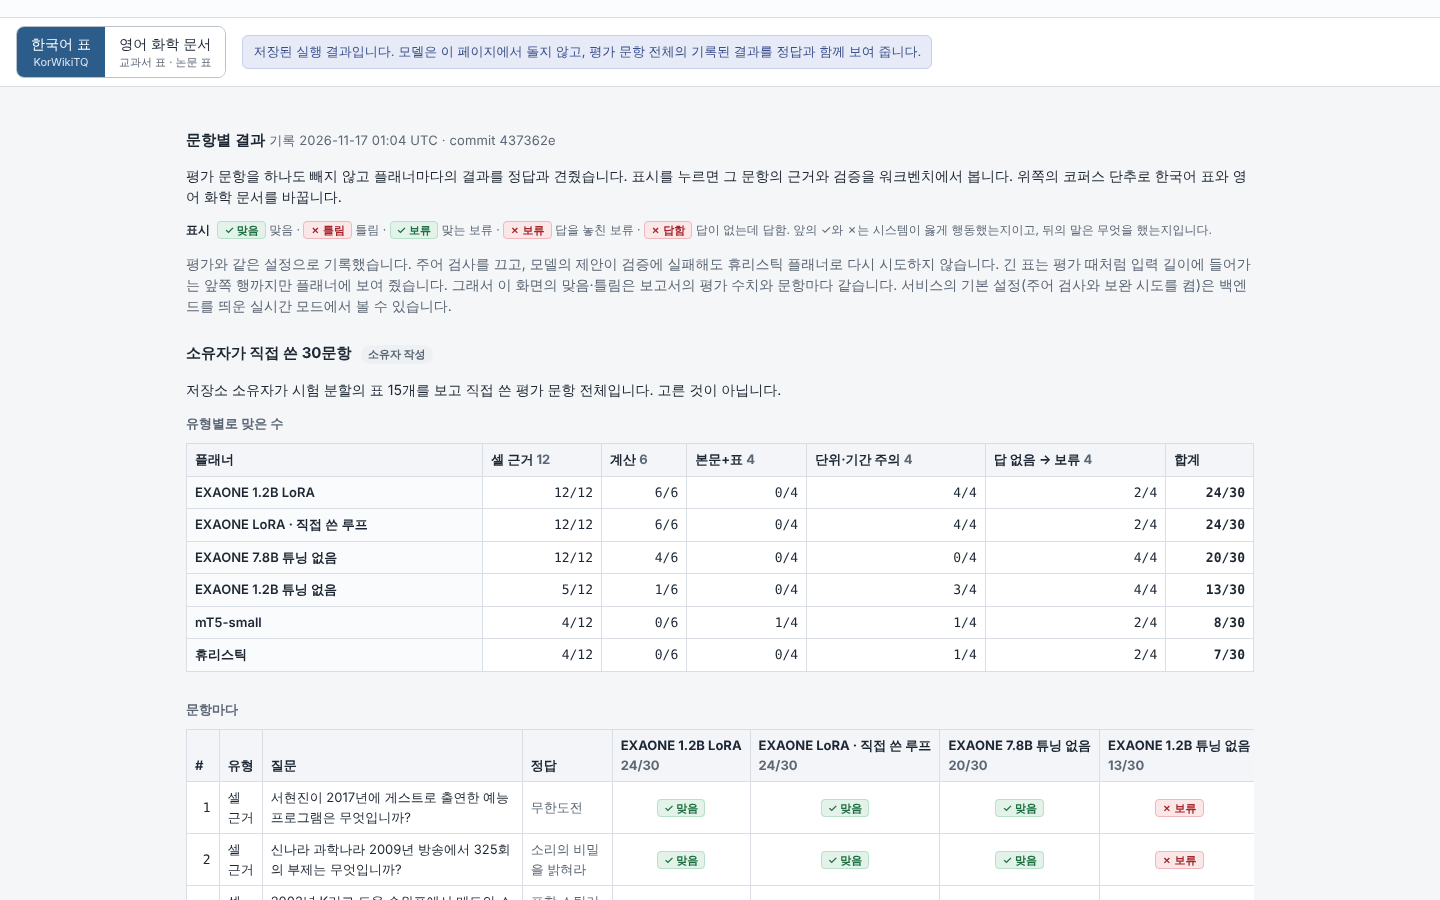 한국어 표
KorWikiTQ
영어 화학 문서
교과서 표 · 논문 표
저장된 실행 결과입니다. 모델은 이 페이지에서 돌지 않고, 평가 문항 전체의 기록된 결과를 정답과 함께 보여 줍니다.
문항별 결과 기록 2026-11-17 01:04 UTC · commit 437362e
평가 문항을 하나도 빼지 않고 플래너마다의 결과를 정답과 견줬습니다. 표시를 누르면 그 문항의 근거와 검증을 워크벤치에서 봅니다. 위쪽의 코퍼스 단추로 한국어 표와 영
어 화학 문서를 바꿉니다.
표시 ✓ 맞음 맞음 · × 틀림 틀림 · ✓ 보류 맞는 보류 · × 보류 답을 놓친 보류 · × 답함 답이 없는데 답함. 앞의 ✓와 ×는 시스템이 옳게 행동했는지이고, 뒤의 말은 무엇을 했는지입니다.
평가와 같은 설정으로 기록했습니다. 주어 검사를 끄고, 모델의 제안이 검증에 실패해도 휴리스틱 플래너로 다시 시도하지 않습니다. 긴 표는 평가 때처럼 입력 길이에 들어가
는 앞쪽 행까지만 플래너에 보여 줬습니다. 그래서 이 화면의 맞음·틀림은 보고서의 평가 수치와 문항마다 같습니다. 서비스의 기본 설정(주어 검사와 보완 시도를 켬)은 백엔
드를 띄운 실시간 모드에서 볼 수 있습니다.
소유자가 직접 쓴 30문항 소유자 작성
저장소 소유자가 시험 분할의 표 15개를 보고 직접 쓴 평가 문항 전체입니다. 고른 것이 아닙니다.
유형별로 맞은 수
플래너 셀 근거 12 계산 6 본문+표 4 단위·기간 주의 4 답 없음 → 보류 4 합계
EXAONE 1.2B LoRA 12/12 6/6 0/4 4/4 2/4 24/30
EXAONE LoRA · 직접 쓴 루프 12/12 6/6 0/4 4/4 2/4 24/30
EXAONE 7.8B 튜닝 없음 12/12 4/6 0/4 0/4 4/4 20/30
EXAONE 1.2B 튜닝 없음 5/12 1/6 0/4 3/4 4/4 13/30
mT5-small 4/12 0/6 1/4 1/4 2/4 8/30
휴리스틱 4/12 0/6 0/4 1/4 2/4 7/30
문항마다
# 유형 질문 정답 EXAONE 1.2B LoRA EXAONE LoRA · 직접 쓴 루프 EXAONE 7.8B 튜닝 없음 EXAONE 1.2B 튜닝 없음
24/30 24/30 20/30 13/30
1 셀 근거 서현진이 2017년에 게스트로 출연한 예능
프로그램은 무엇입니까? 무한도전 ✓ 맞음 ✓ 맞음 ✓ 맞음 × 보류
2 셀 근거 신나라 과학나라 2009년 방송에서 325회
의 부제는 무엇입니까? 소리의 비밀
을 밝혀라 ✓ 맞음 ✓ 맞음 ✓ 맞음 × 보류